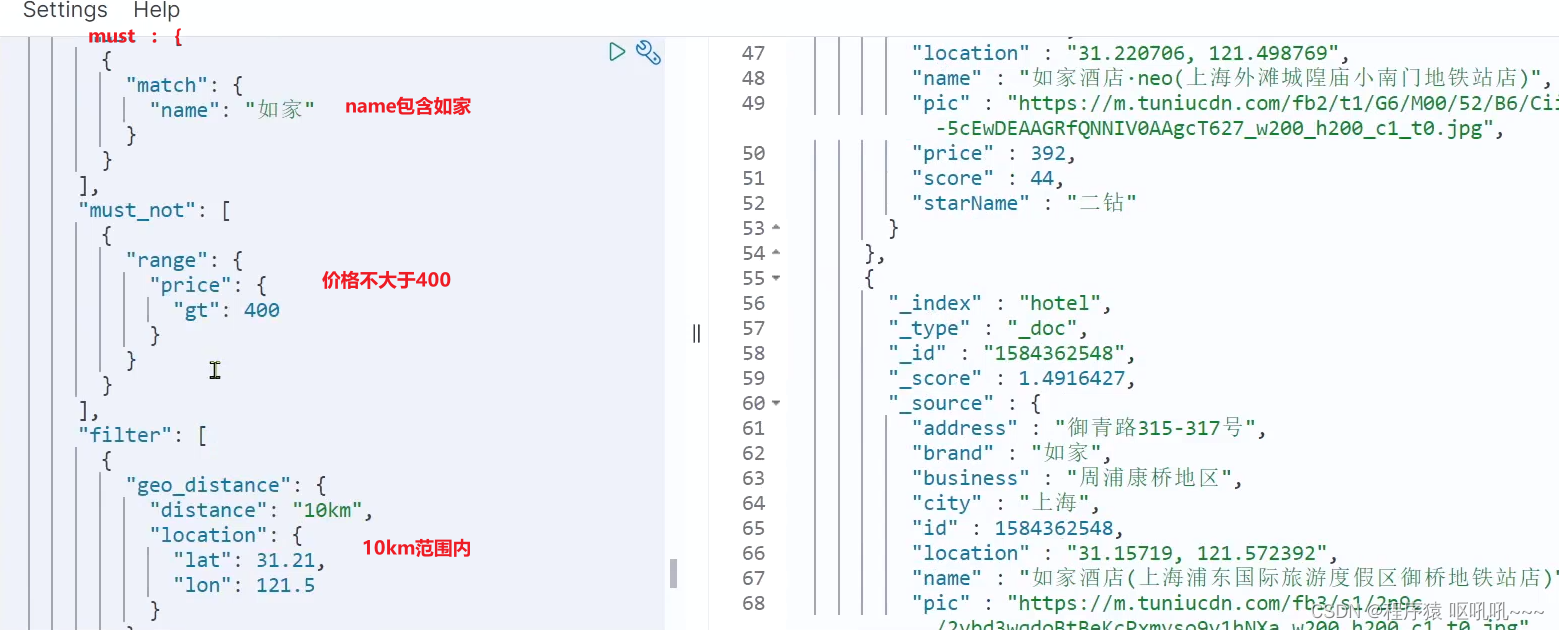 Settings Help
must : {
{
"match": {
"name": "如家"
name包含如家
}
}
],
"must_not": [
{
"range": {
"price": {
价格不大于400
"gt": 400
}
}
}
],
"filter": [
{
"geo_distance": {
"distance": "10km",
"location": {
10km范围内
"lat": 31.21,
"lon": 121.5
}
47 "location" : "31.220706, 121.498769",
48 "name" : "如家酒店·neo(上海外滩城隍庙小南门地铁站店)",
49 "pic" : "https://m.tuniucdn.com/fb2/t1/G6/M00/52/B6/Cii
-5cEwDEAAGRfQNNIV0AAgcT627_w200_h200_c1_t0.jpg",
50 "price" : 392,
51 "score" : 44,
52 "starName" : "二钻"
53 }
54 },
55 {
56 "_index" : "hotel",
57 "_type" : "_doc",
58 "_id" : "1584362548",
59 "_score" : 1.4916427,
60 "_source" : {
61 "address" : "御青路315-317号",
62 "brand" : "如家",
63 "business" : "周浦康桥地区",
64 "city" : "上海",
65 "id" : 1584362548,
66 "location" : "31.15719, 121.572392",
67 "name" : "如家酒店(上海浦东国际旅游度假区御桥地铁站店)"
68 "pic" : "https://m.tuniucdn.com/fb3/s1/2n9c
CSDN @程序猿 呕吼吼~~~